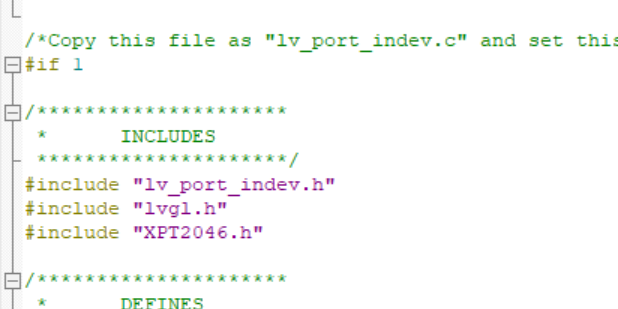 /*Copy this file as "lv_port_indev.c" and set this
#if 1
/*********************
* INCLUDES
*********************/
#include "lv_port_indev.h"
#include "lvgl.h"
#include "XPT2046.h"
/*********************
* DEFINES